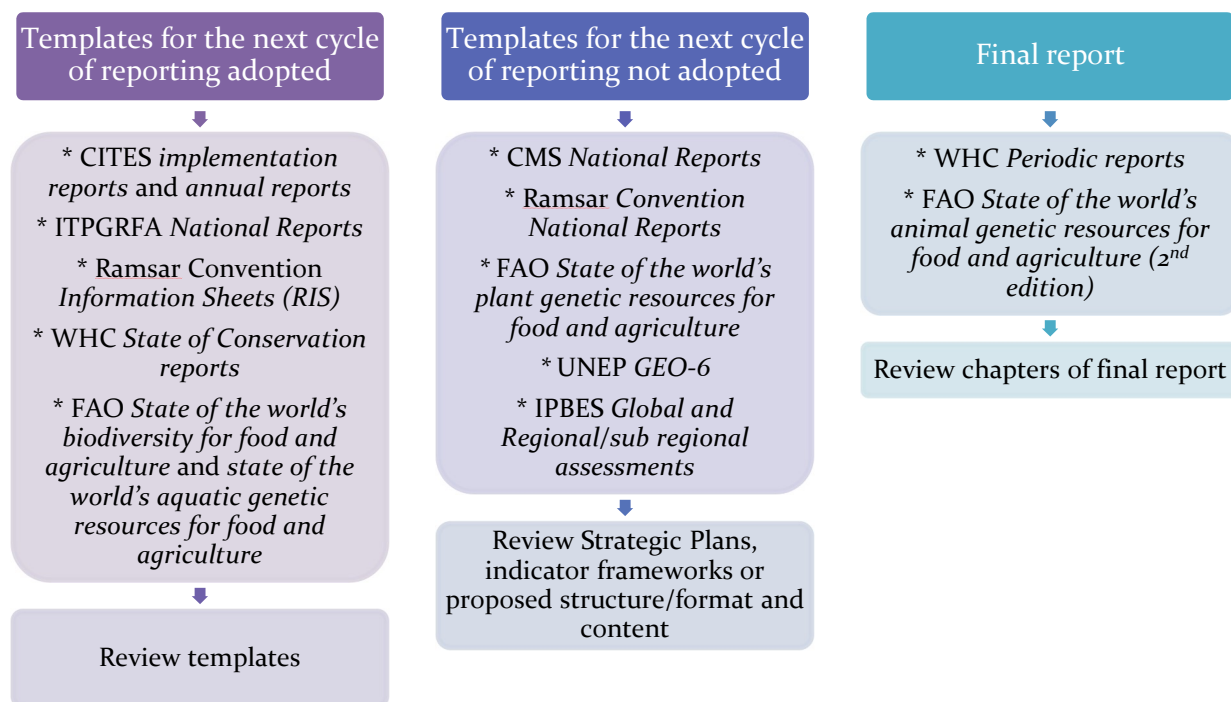 Templates for the next cycle
of reporting adopted
* CITES implementation
reports and annual reports
* ITPGRFA National Reports
* Ramsar Convention
Information Sheets (RIS)
* WHC State of Conservation
reports
* FAO State of the world's
biodiversity for food and
agriculture and state of the
world's aquatic genetic
resources for food and
agriculture
Review templates
Templates for the next cycle
of reporting not adopted
* CMS National Reports
* Ramsar Convention
National Reports
* FAO State of the world's
plant genetic resources for
food and agriculture
* UNEP GEO-6
* IPBES Global and
Regional/sub regional
assessments
Review Strategic Plans,
indicator frameworks or
proposed structure/format and
content
Final report
* WHC Periodic reports
* FAO State of the world's
animal genetic resources for
food and agriculture (2nd
edition)
Review chapters of final report